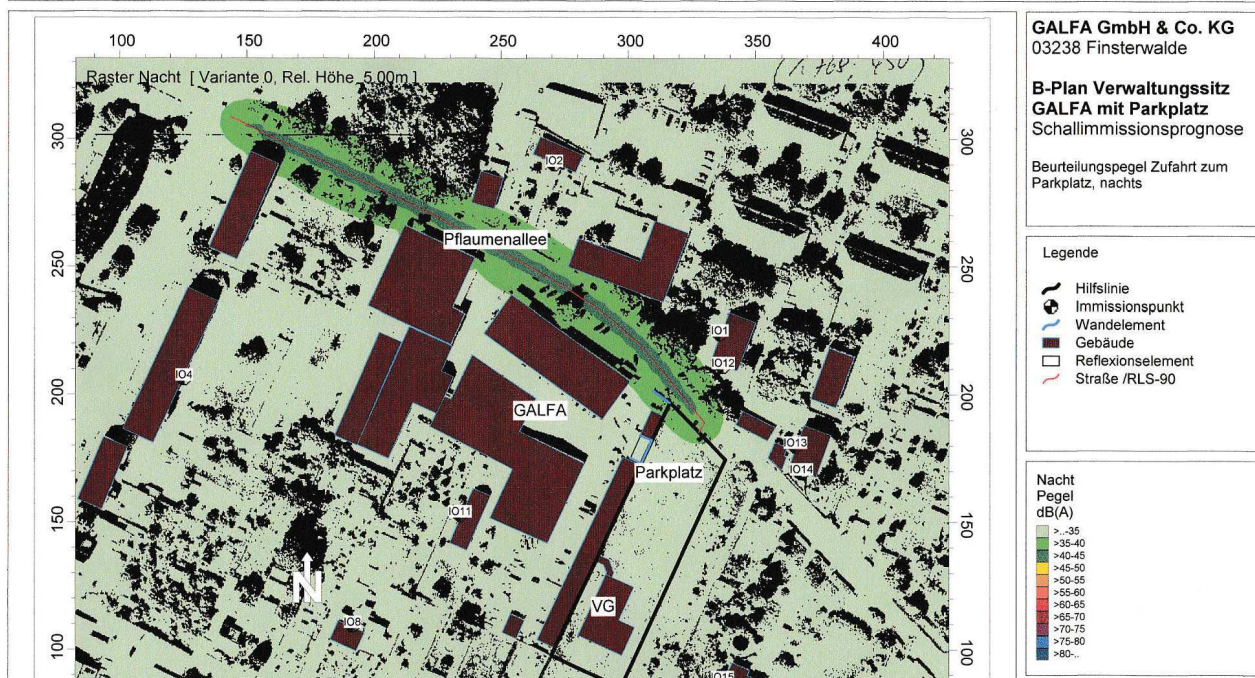 100 150 200 250 300 350 400
Raster Nacht [ Variante 0, Rel. Höhe 5.00m ]
300
250
200
150
100
300
250
200
150
100
IO2
Pflaumenallee
IO1
IO12
IO4
GALFA
IO13
IO14
Parkplatz
IO11
N
VG
IO8
IO15
GALFA GmbH & Co. KG
03238 Finsterwalde
B-Plan Verwaltungssitz
GALFA mit Parkplatz
Schallimmissionsprognose
Beurteilungspegel Zufahrt zum
Parkplatz, nachts
Legende
Hilfslinie
Immissionspunkt
Wandelement
Gebäude
Reflexionselement
Straße /RLS-90
Nacht
Pegel
dB(A)
>..-35
>35-40
>40-45
>45-50
>50-55
>55-60
>60-65
>65-70
>70-75
>75-80
>80-..